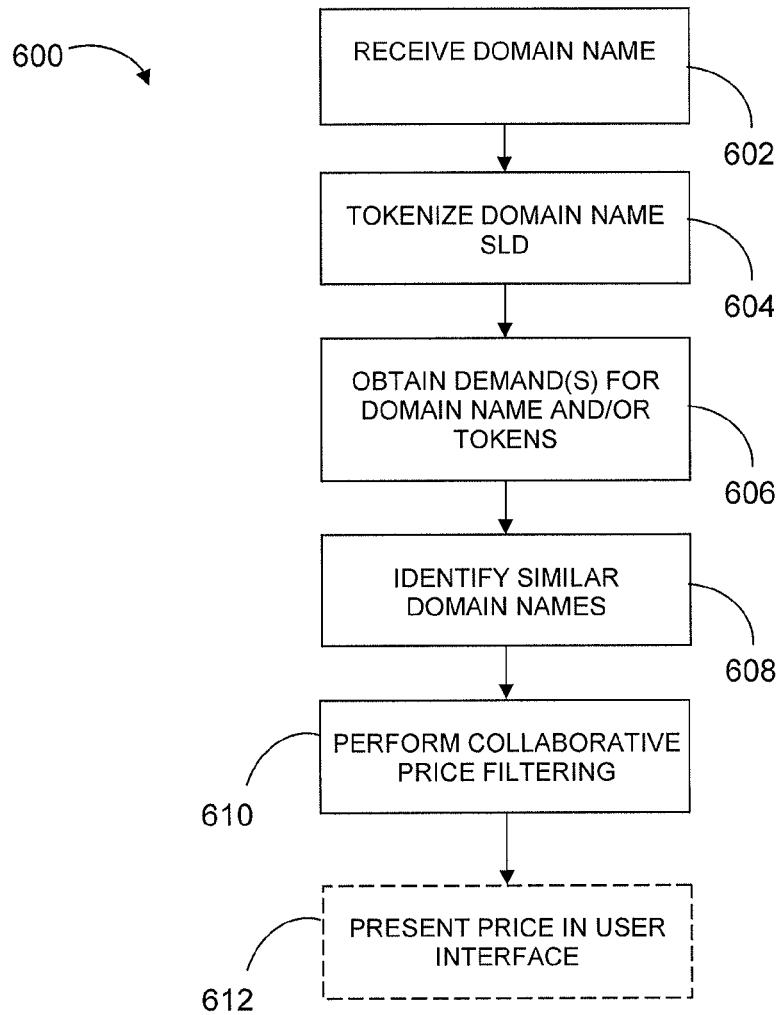 600
RECEIVE DOMAIN NAME
602
TOKENIZE DOMAIN NAME
SLD
604
OBTAIN DEMAND(S) FOR
DOMAIN NAME AND/OR
TOKENS
606
IDENTIFY SIMILAR
DOMAIN NAMES
608
PERFORM COLLABORATIVE
PRICE FILTERING
610
PRESENT PRICE IN USER
INTERFACE
612